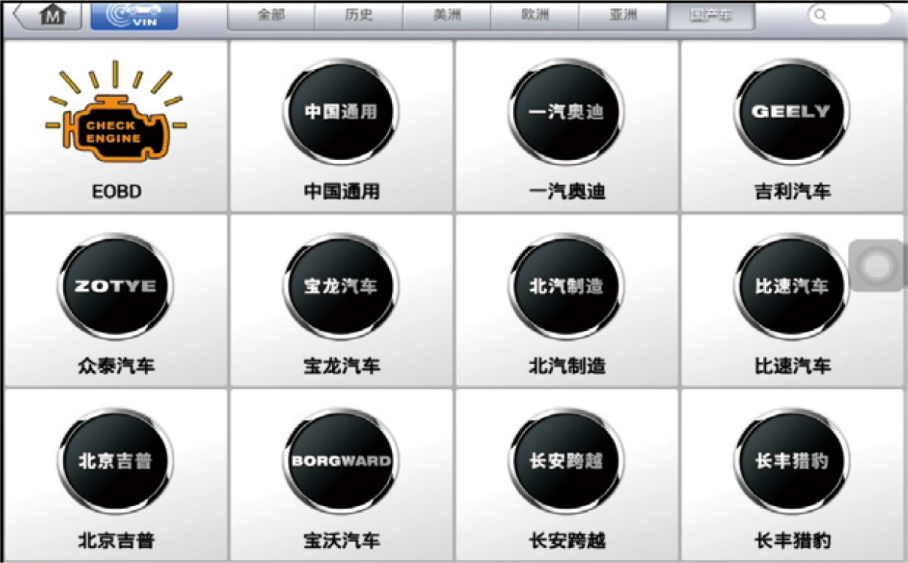 M
VIN
全部
历史
美洲
欧洲
亚洲
国产车
CHECK
ENGINE
EOBD
中国通用
中国通用
一汽奥迪
一汽奥迪
GEELY
吉利汽车
ZOTYE
众泰汽车
宝龙汽车
宝龙汽车
北汽制造
北汽制造
比速汽车
比速汽车
北京吉普
北京吉普
BORGWARD
宝沃汽车
长安跨越
长安跨越
长丰猎豹
长丰猎豹